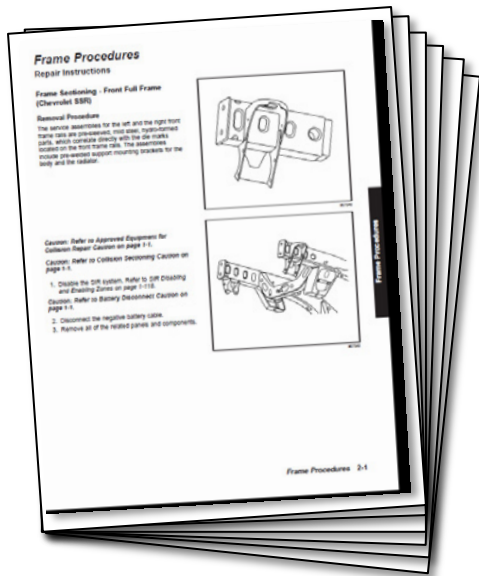 Frame Procedures
Repair Instructions
Frame Sectioning - Front Full Frame
(Chevrolet SSR)
Removal Procedure
The service assemblies for the left and the right front
frame rails are pre-sleeved, mild steel, hydro-formed
parts, which correlate directly with the die marks
located on the front frame rails. The assemblies
include pre-welded support mounting brackets for the
body and the radiator.
Caution: Refer to Approved Equipment for
Collision Repair Caution on page 1-1.
Caution: Refer to Collision Sectioning Caution on
page 1-1.
1. Disable the SIR system. Refer to SIR Disabling
and Enabling Zones on page 1-118.
Caution: Refer to Battery Disconnect Caution on
page 1-1.
2. Disconnect the negative battery cable.
3. Remove all of the related panels and components.
Frame Procedures
Frame Procedures 2-1